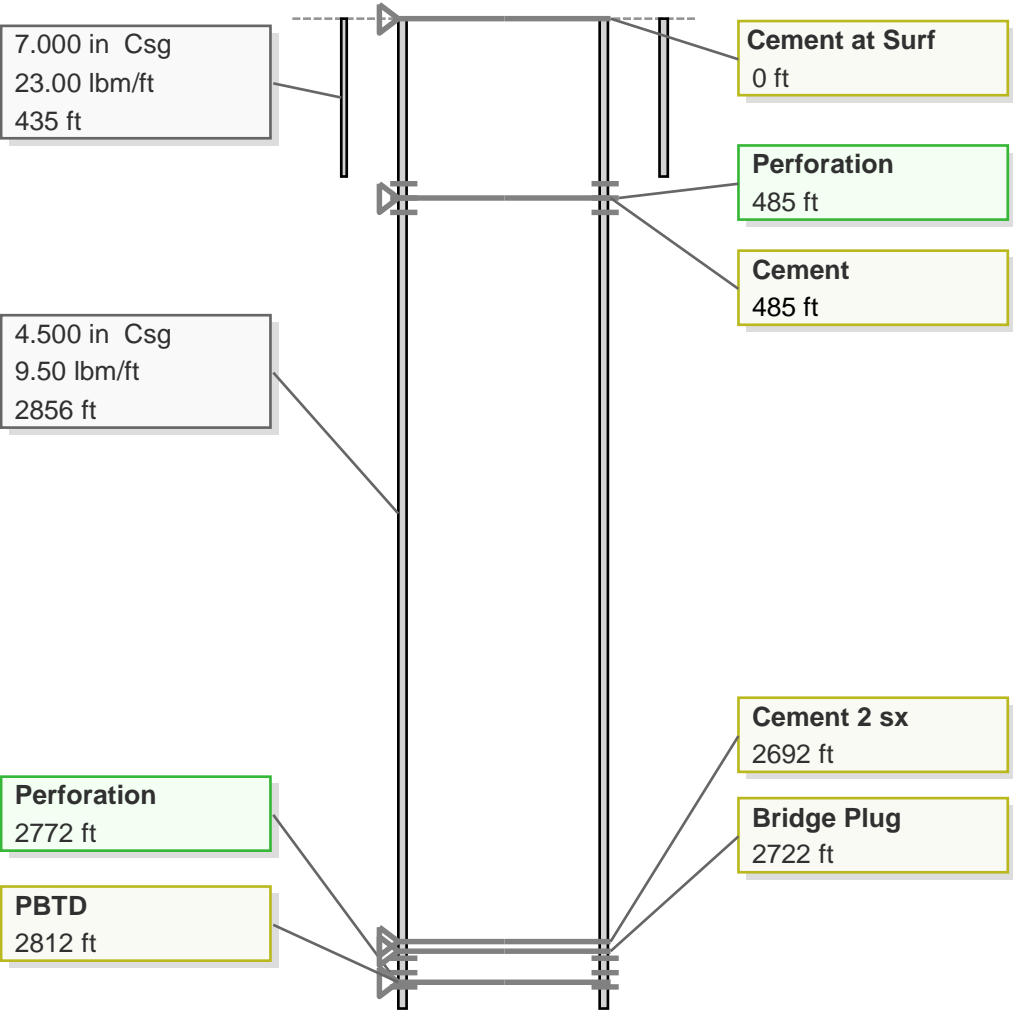 7.000 in  Csg
23.00 lbm/ft
435 ft
Cement at Surf
0 ft
Perforation
485 ft
Cement
485 ft
4.500 in  Csg
9.50 lbm/ft
2856 ft
Cement 2 sx
2692 ft
Perforation
2772 ft
Bridge Plug
2722 ft
PBTD
2812 ft